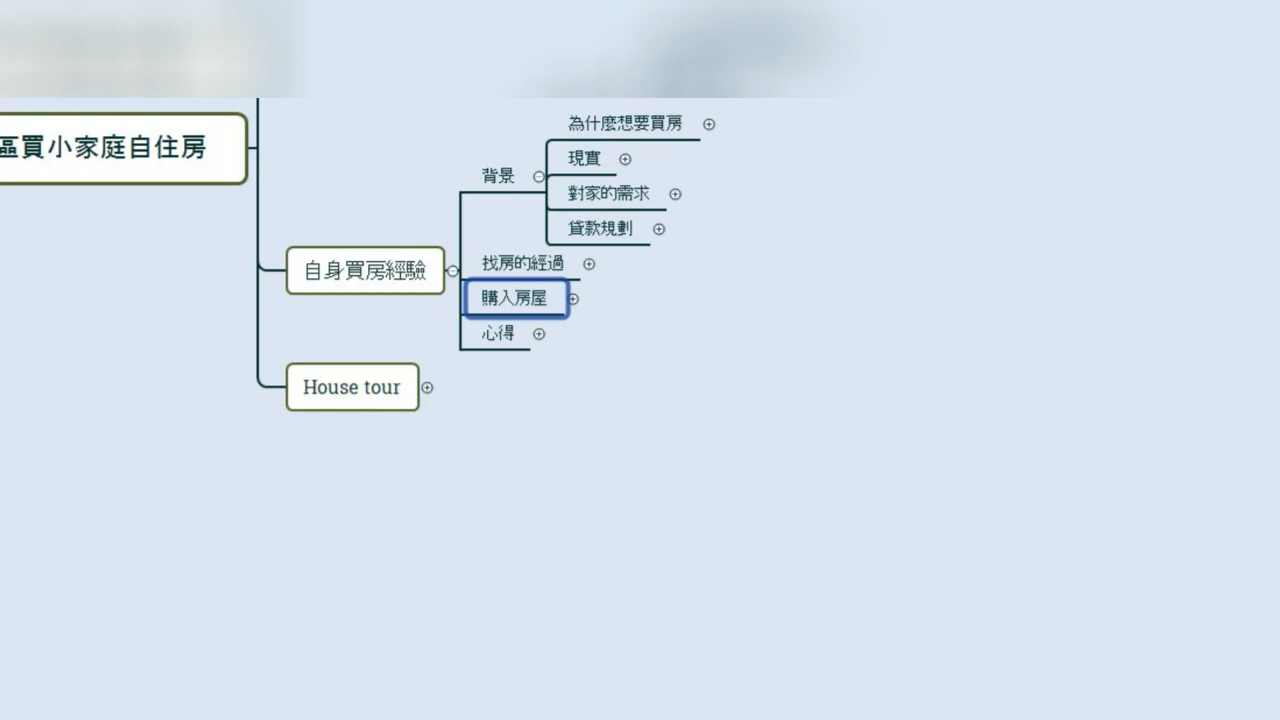 區買小家庭自住房
自身買房經驗
背景
為什麼想要買房
現實
對家的需求
貸款規劃
找房的經過
購入房屋
心得
House tour